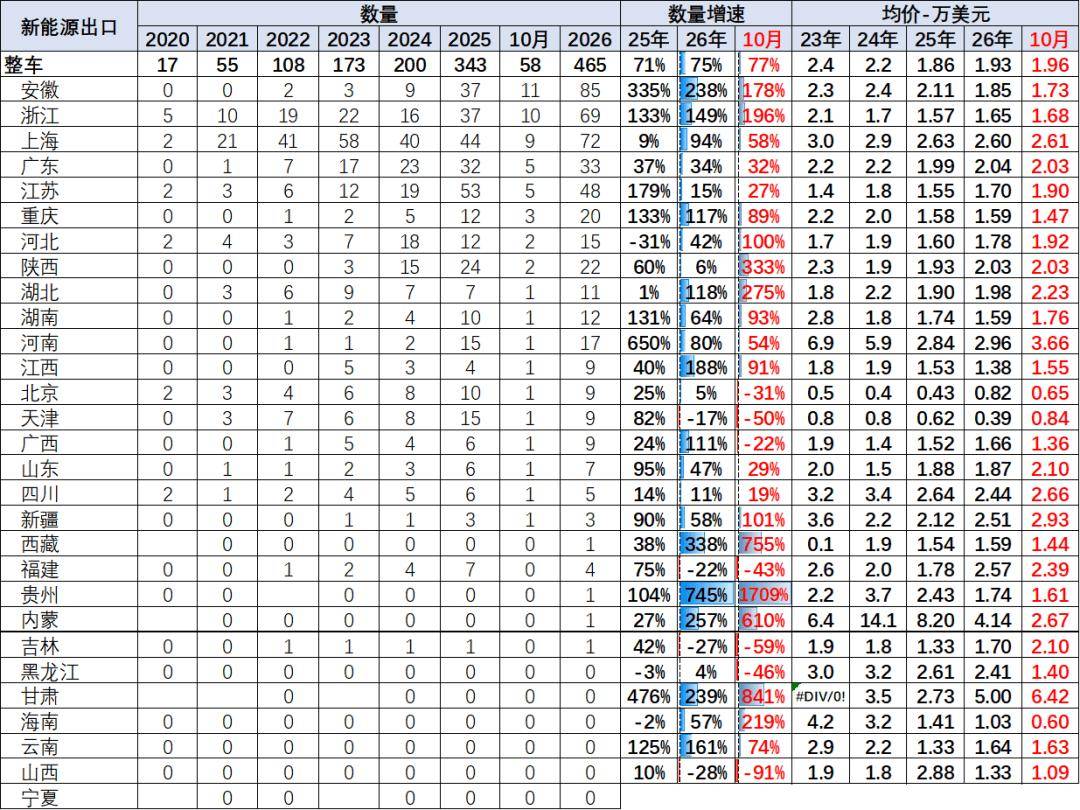 新能源出口 数量 数量增速 均价-万美元
2020 2021 2022 2023 2024 2025 10月 2026 25年 26年 10月 23年 24年 25年 26年 10月
整车 17 55 108 173 200 343 58 465 71% 75% 77% 2.4 2.2 1.86 1.93 1.96
安徽 0 0 2 3 9 37 11 85 335% 238% 178% 2.3 2.4 2.11 1.85 1.73
浙江 5 10 19 22 16 37 10 69 133% 149% 196% 2.1 1.7 1.57 1.65 1.68
上海 2 21 41 58 40 44 9 72 9% 94% 58% 3.0 2.9 2.63 2.60 2.61
广东 0 1 7 17 23 32 5 33 37% 34% 32% 2.2 2.2 1.99 2.04 2.03
江苏 2 3 6 12 19 53 5 48 179% 15% 27% 1.4 1.8 1.55 1.70 1.90
重庆 0 0 1 2 5 12 3 20 133% 117% 89% 2.2 2.0 1.58 1.59 1.47
河北 2 4 3 7 18 12 2 15 -31% 42% 100% 1.7 1.9 1.60 1.78 1.92
陕西 0 0 0 3 15 24 2 22 60% 6% 333% 2.3 1.9 1.93 2.03 2.03
湖北 0 3 6 9 7 7 1 11 1% 118% 275% 1.8 2.2 1.90 1.98 2.23
湖南 0 0 1 2 4 10 1 12 131% 64% 93% 2.8 1.8 1.74 1.59 1.76
河南 0 0 1 1 2 15 1 17 650% 80% 54% 6.9 5.9 2.84 2.96 3.66
江西 0 0 0 5 3 4 1 9 40% 188% 91% 1.8 1.9 1.53 1.38 1.55
北京 2 3 4 6 8 10 1 9 25% 5% -31% 0.5 0.4 0.43 0.82 0.65
天津 0 3 7 6 8 15 1 9 82% -17% -50% 0.8 0.8 0.62 0.39 0.84
广西 0 0 1 5 4 6 1 9 24% 111% -22% 1.9 1.4 1.52 1.66 1.36
山东 0 1 1 2 3 6 1 7 95% 47% 29% 2.0 1.5 1.88 1.87 2.10
四川 2 1 2 4 5 6 1 5 14% 11% 19% 3.2 3.4 2.64 2.44 2.66
新疆 0 0 0 1 1 3 1 3 90% 58% 101% 3.6 2.2 2.12 2.51 2.93
西藏 0 0 0 0 0 0 1 38% 338% 755% 0.1 1.9 1.54 1.59 1.44
福建 0 0 1 2 4 7 0 4 75% -22% -43% 2.6 2.0 1.78 2.57 2.39
贵州 0 0 0 0 0 0 0 1 104% 745% 1709% 2.2 3.7 2.43 1.74 1.61
内蒙 0 0 0 0 0 0 1 27% 257% 610% 6.4 14.1 8.20 4.14 2.67
吉林 0 0 1 1 1 1 0 1 42% -27% -59% 1.9 1.8 1.33 1.70 2.10
黑龙江 0 0 0 0 0 0 0 0 -3% 4% -46% 3.0 3.2 2.61 2.41 1.40
甘肃 0 0 0 0 0 476% 239% 841% #DIV/0! 3.5 2.73 5.00 6.42
海南 0 0 0 0 0 0 0 0 -2% 57% 219% 4.2 3.2 1.41 1.03 0.60
云南 0 0 0 0 0 0 0 0 125% 161% 74% 2.9 2.2 1.33 1.64 1.63
山西 0 0 0 0 0 0 0 0 10% -28% -91% 1.9 1.8 2.88 1.33 1.09
宁夏 0 0 0 0 0 0